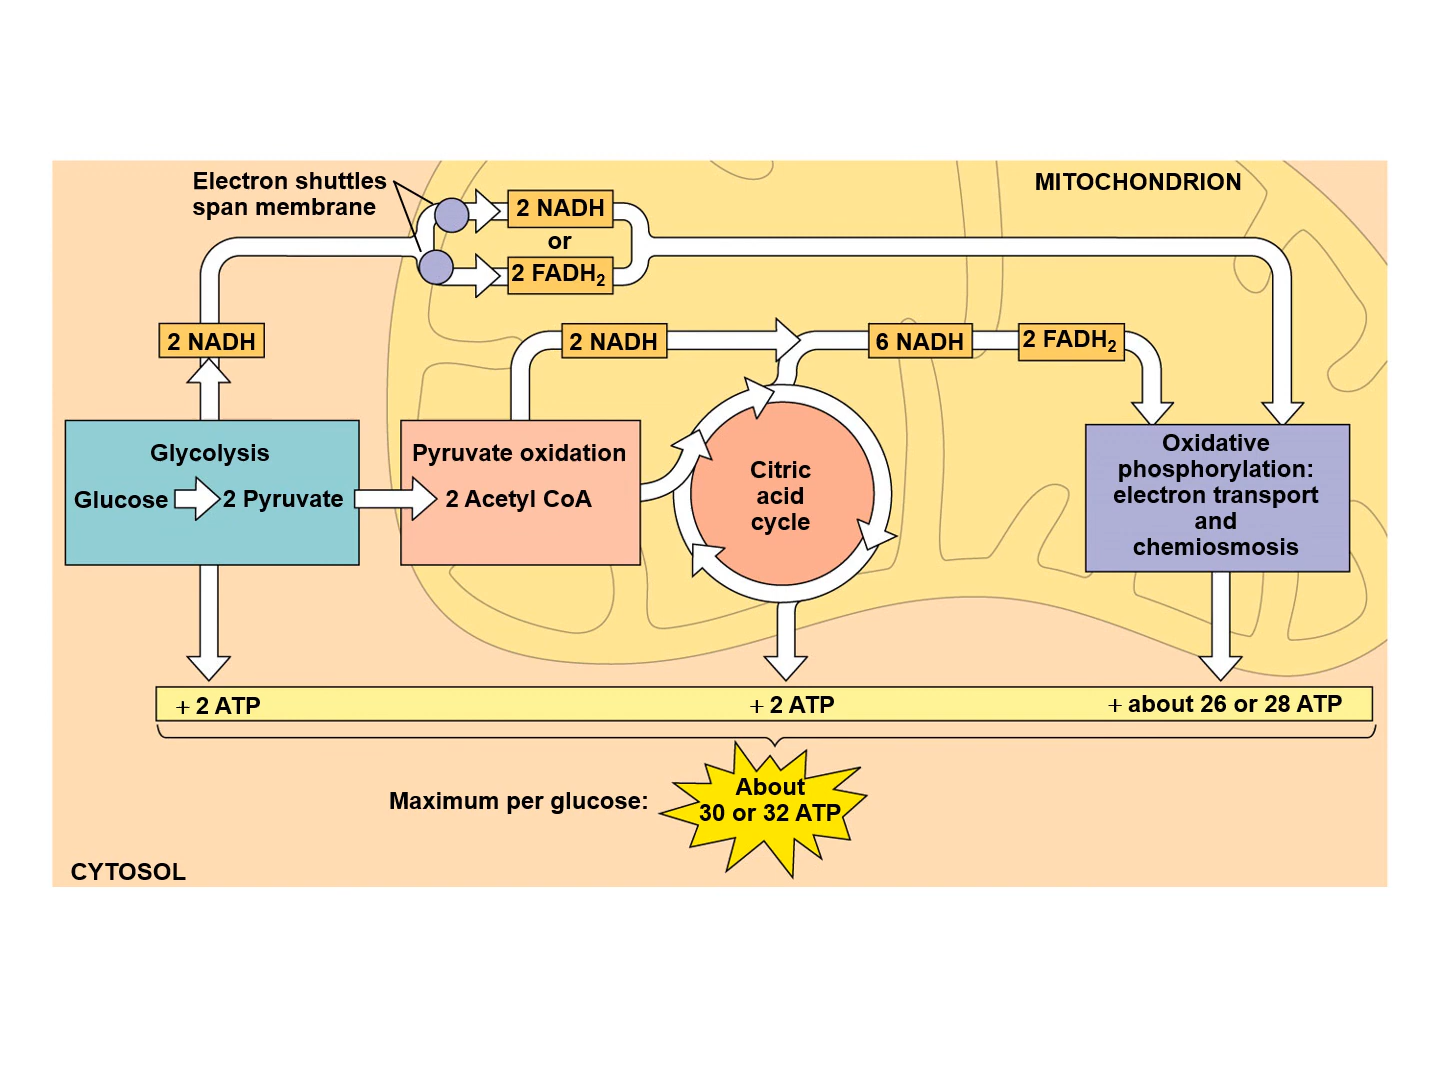 Electron shuttles
span membrane
MITOCHONDRION
2 NADH
or
2 FADH₂
2 NADH
2 NADH
6 NADH
2 FADH₂
Glycolysis
Glucose
2 Pyruvate
Pyruvate oxidation
2 Acetyl CoA
Citric
acid
cycle
Oxidative
phosphorylation:
electron transport
and
chemiosmosis
+ 2 ATP
+ 2 ATP
+ about 26 or 28 ATP
Maximum per glucose:
About
30 or 32 ATP
CYTOSOL